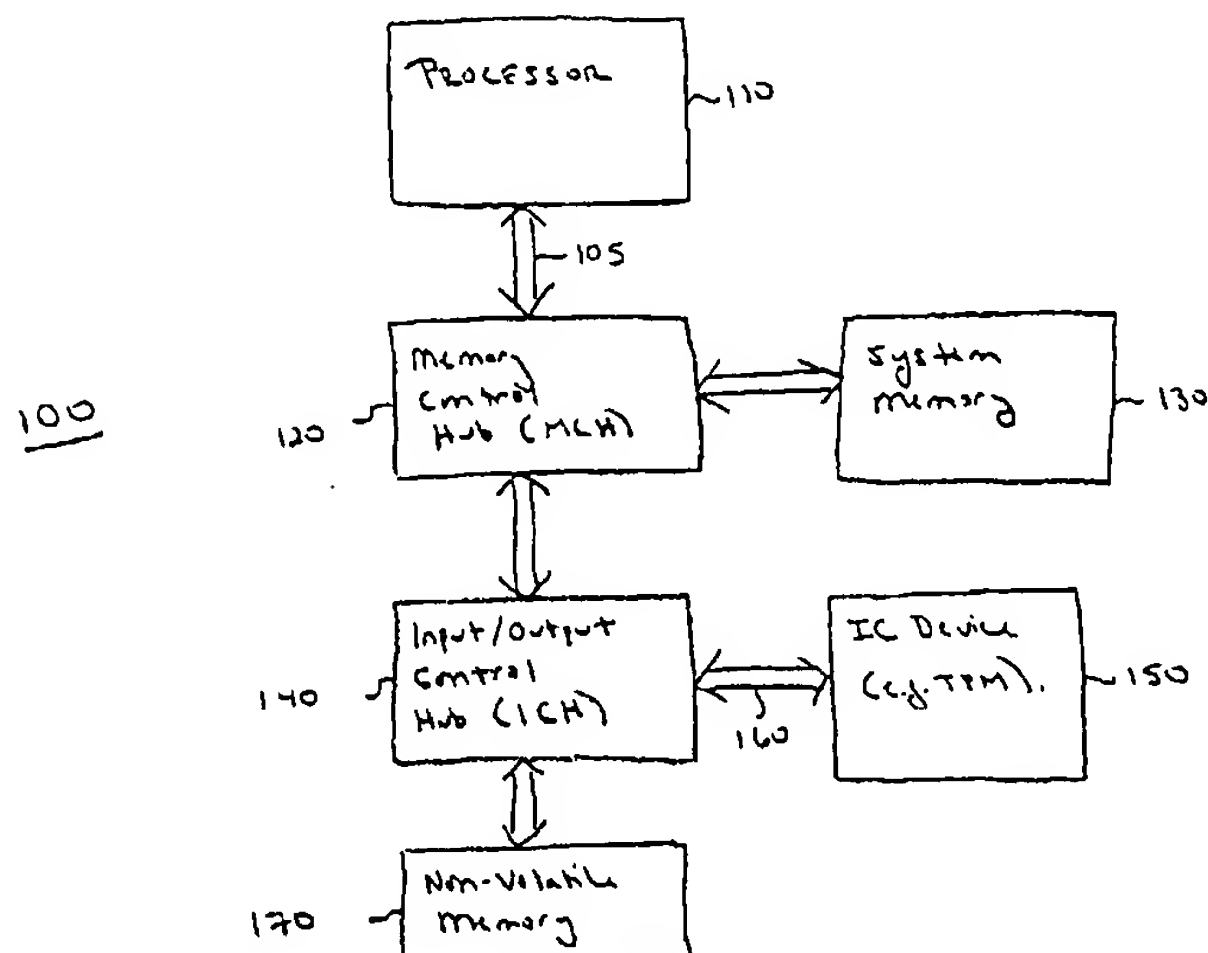 PROCESSOR
110
105
Memory
Control
Hub (MCH)
120
System
Memory
130
100
Input/Output
Control
Hub (ICH)
140
IC Device
(e.g. TPM).
150
160
Non-Volatile
Memory
170